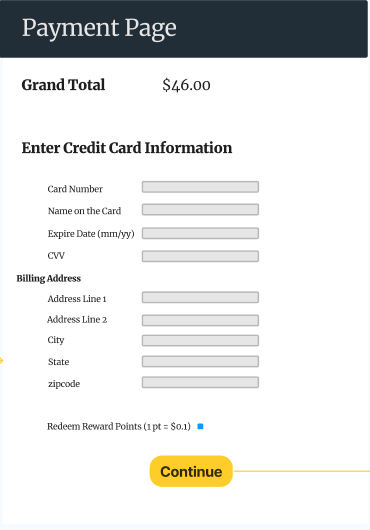 Payment Page
Grand Total $46.00
Enter Credit Card Information
Card Number
Name on the Card
Expire Date (mm/yy)
CVV
Billing Address
Address Line 1
Address Line 2
City
State
zipcode
Redeem Reward Points (1 pt = $0.1)
Continue